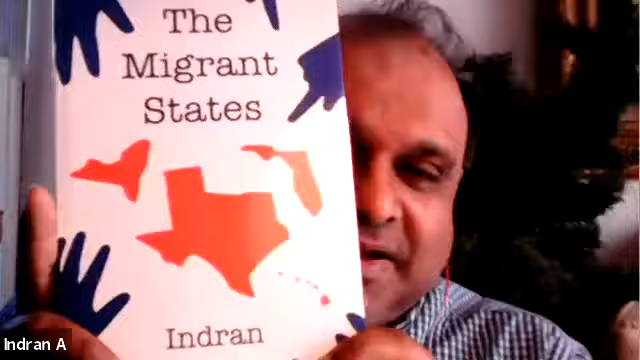 The
Migrant
States
Indran
Indran A